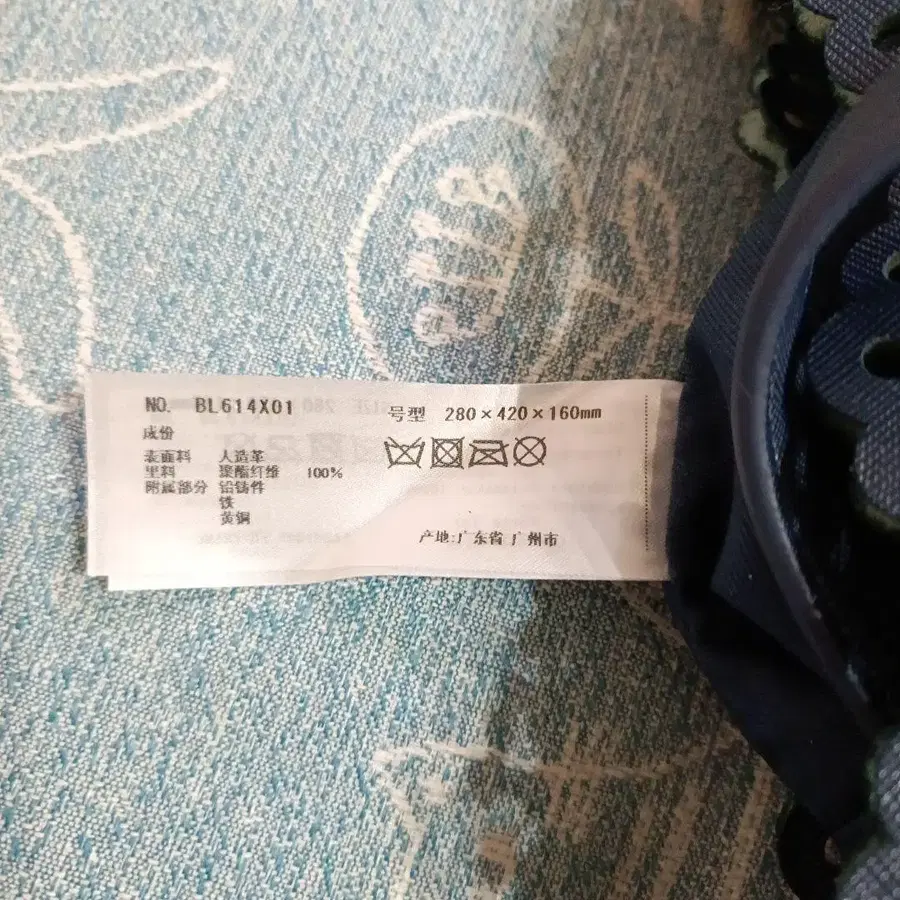 NO. BL614X01
号型 280×420×160mm
成份
表面料 人造革
里料 聚酯纤维 100%
附属部分 铅铸件
铁
黄铜
产地:广东省广州市